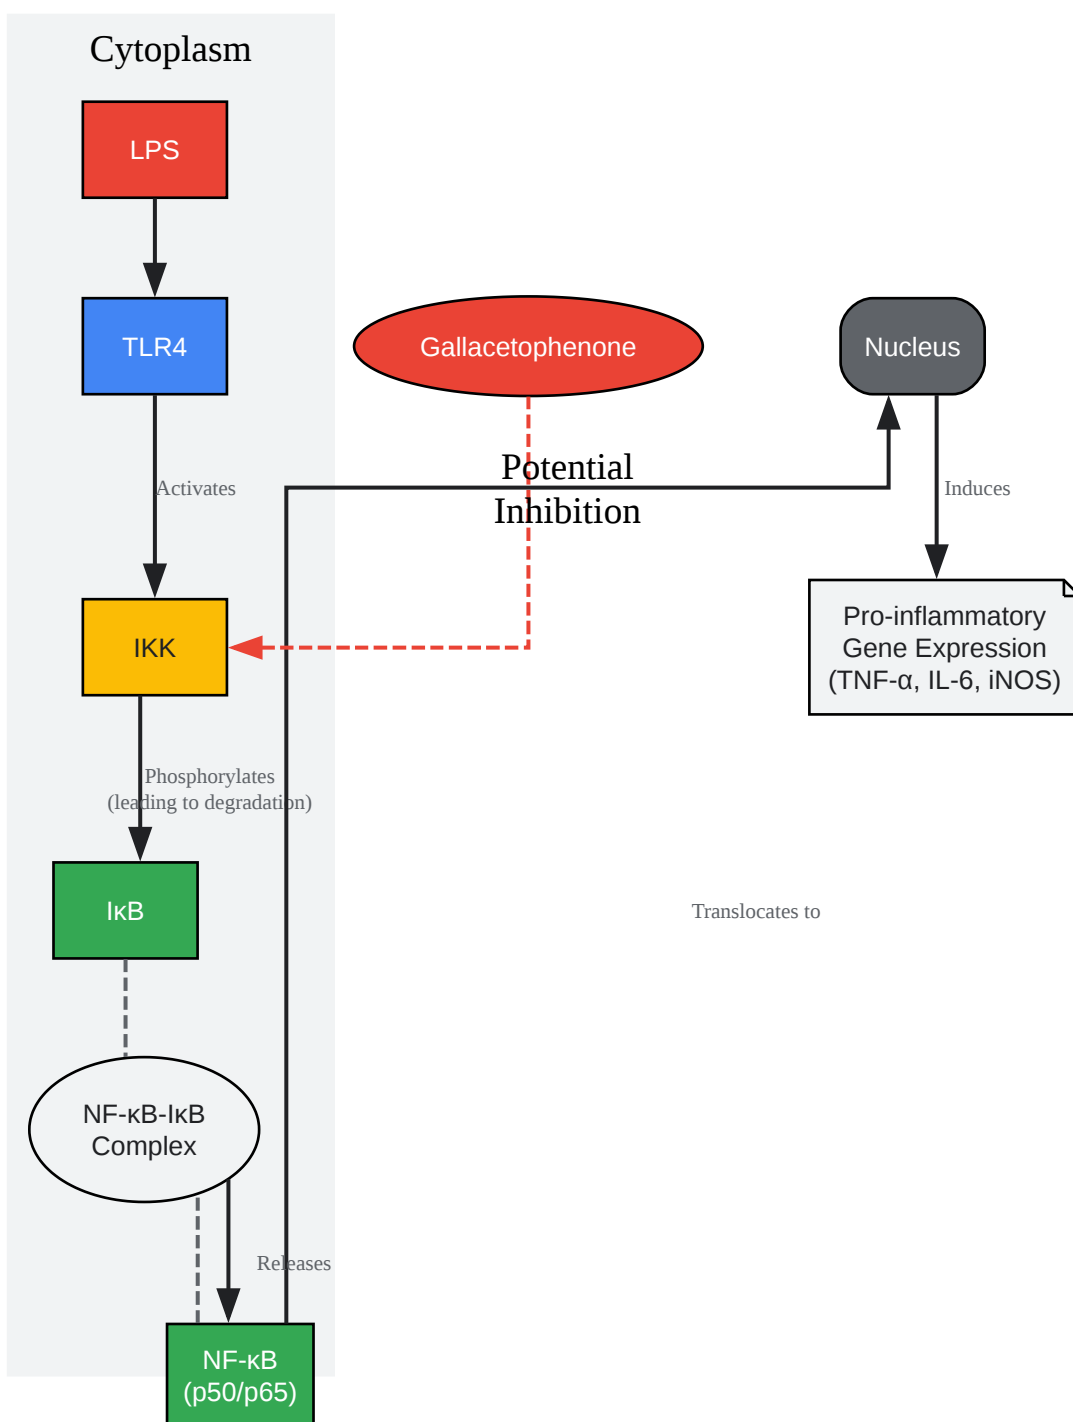 Cytoplasm
LPS
TLR4
Gallacetophenone
Nucleus
Potential
Inhibition
Activates
Induces
IKK
Pro-inflammatory
Gene Expression
(TNF-α, IL-6, iNOS)
Phosphorylates
(leading to degradation)
IκB
Translocates to
NF-κB-IκB
Complex
Releases
NF-κB
(p50/p65)